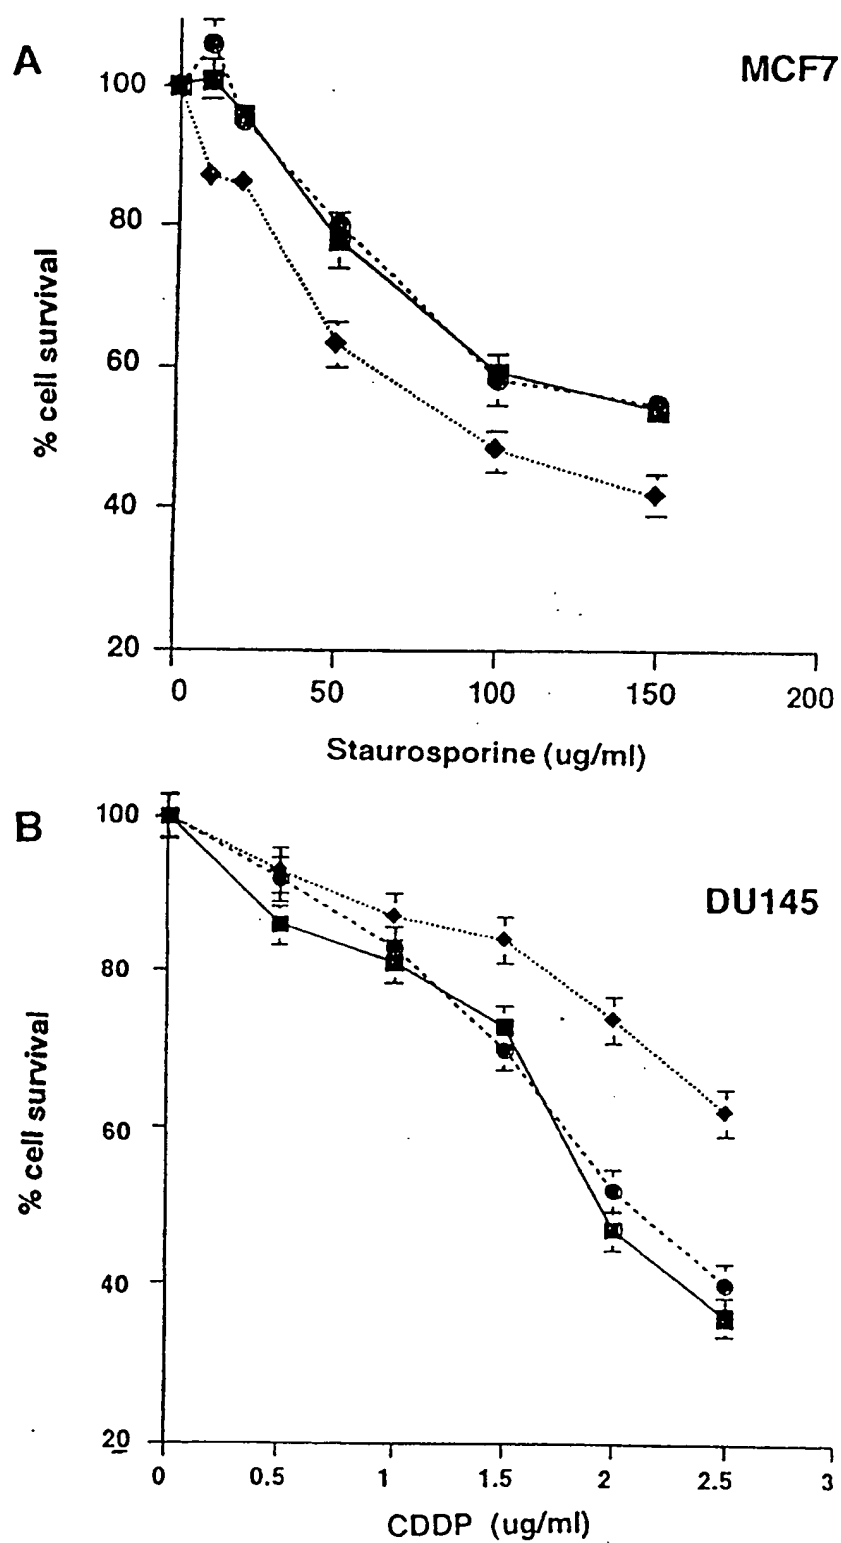 A
MCF7
100
80
60
40
20
% cell survival
0 50 100 150 200
Staurosporine (ug/ml)
B
DU145
100
80
60
40
20
% cell survival
0 0.5 1 1.5 2 2.5 3
CDDP (ug/ml)